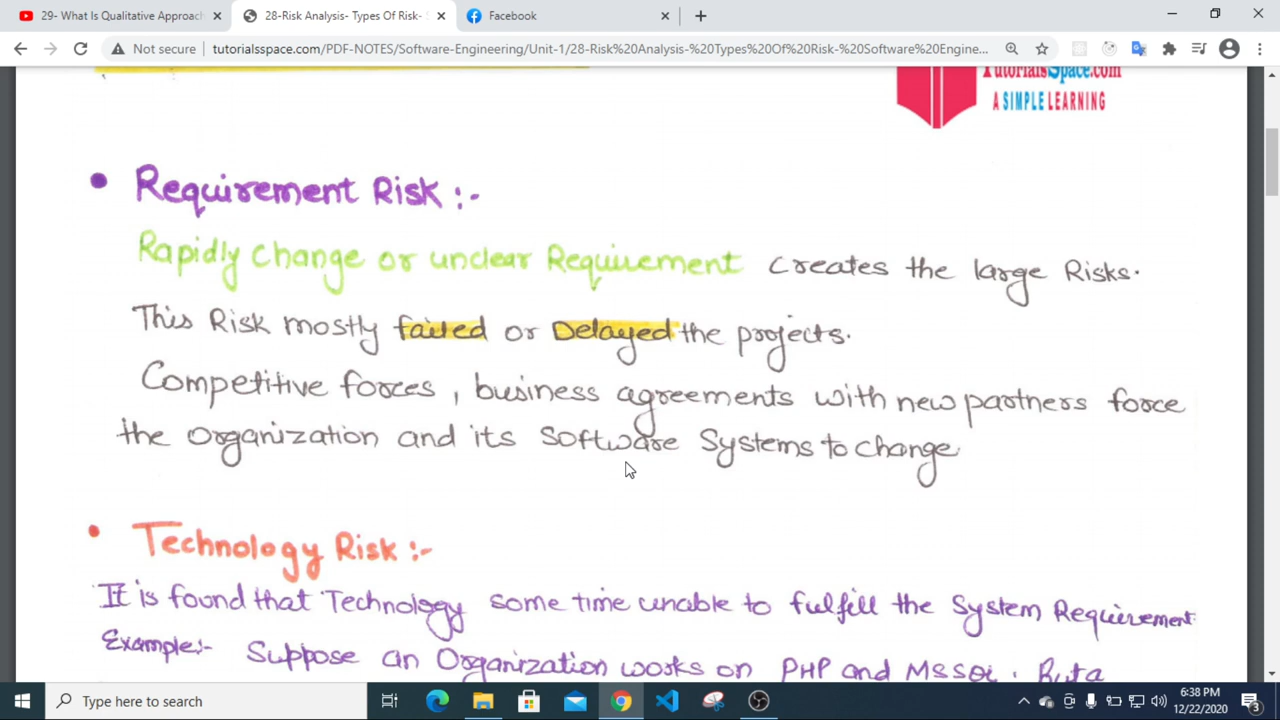 29- What Is Qualitative Approach
28-Risk Analysis- Types Of Risk- S
Facebook
Not secure
tutorialsspace.com/PDF-NOTES/Software-Engineering/Unit-1/28-Risk%20Analysis-%20Types%20Of%20Risk-%20Software%20Engine...
TutorialsSpace.com
A SIMPLE LEARNING
• Requirement Risk :-
Rapidly Change or unclear Requirement creates the large Risks.
This Risk mostly failed or Delayed the projects.
Competitive forces, business agreements with new partners force
the Organization and its Software Systems to change
• Technology Risk :-
It is found that Technology some time unable to fulfill the System Requirement
Example:- Suppose an Organization works on PHP and MSSQL. But a
Type here to search
6:38 PM
12/22/2020
3